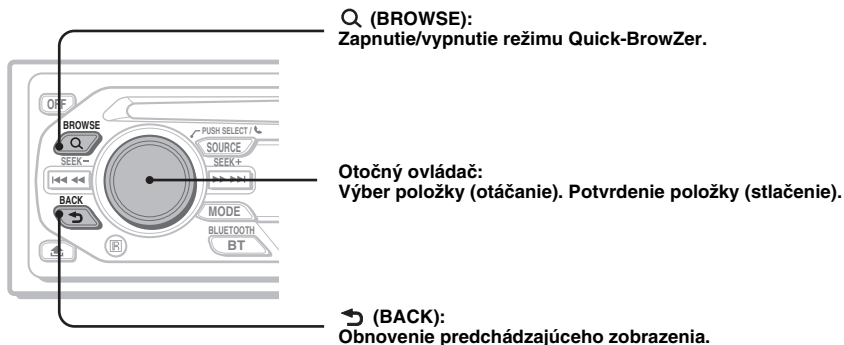 (BROWSE):
Zapnutie/vypnutie režimu Quick-BrowZer.
OFF
BROWSE
PUSH SELECT /
SOURCE
SEEK−
SEEK+
Otočný ovládač:
Výber položky (otáčanie). Potvrdenie položky (stlačenie).
BACK
MODE
BLUETOOTH
BT
R
(BACK):
Obnovenie predchádzajúceho zobrazenia.